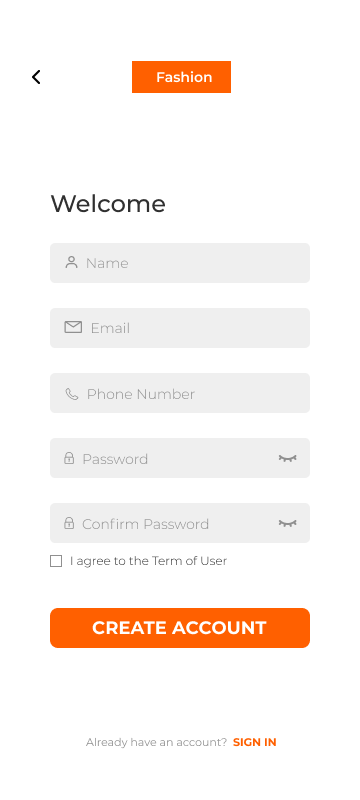 Fashion
Welcome
Name
Email
Phone Number
Password
Confirm Password
I agree to the Term of User
CREATE ACCOUNT
Already have an account? SIGN IN